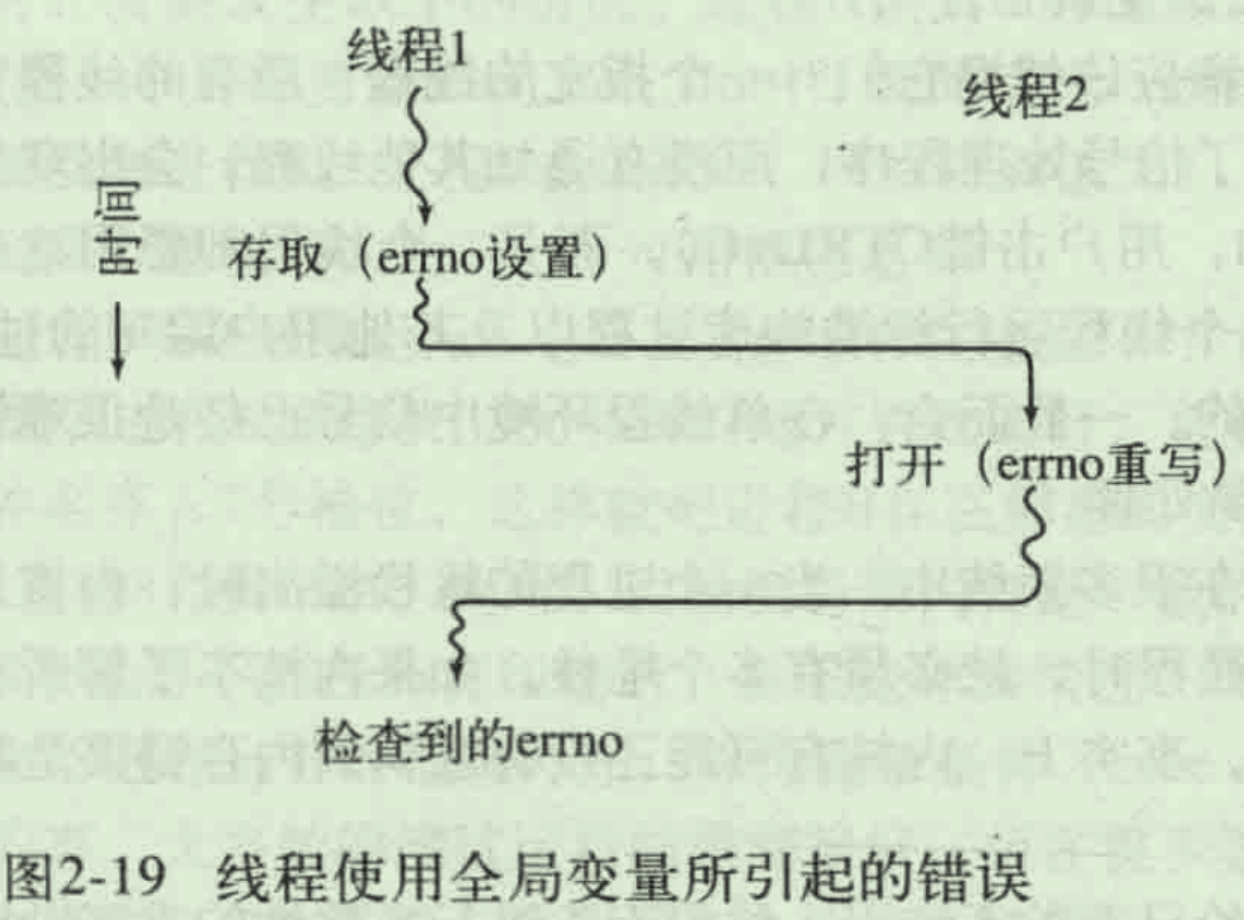 线程1
线程2
时间
存取（errno设置）
打开（errno重写）
检查到的errno
图2-19 线程使用全局变量所引起的错误